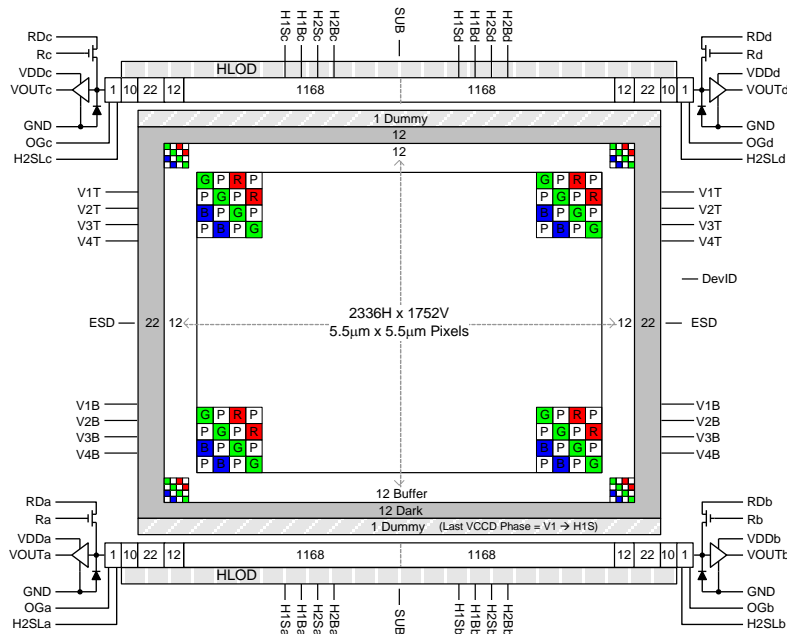 H1Sc
H1Bc
H2Sc
H2Bc
SUB
H1Sd
H1Bd
H2Sd
H2Bd
RDc
Rc
VDDc
VOUTc
GND
OGc
H2SLc
HLOD
1 10 22 12 1168 1168 12 22 10 1
RDd
Rd
VDDd
VOUTd
GND
OGd
H2SLd
1 Dummy
12
12
G P R P
P G P R
B P G P
P B P G
G P R P
P G P R
B P G P
P B P G
V1T
V2T
V3T
V4T
V1T
V2T
V3T
V4T
DevID
ESD
22 12
2336H x 1752V
5.5μm x 5.5μm Pixels
12 22
ESD
V1B
V2B
V3B
V4B
G P R P
P G P R
B P G P
P B P G
G P R P
P G P R
B P G P
P B P G
V1B
V2B
V3B
V4B
12 Buffer
12 Dark
1 Dummy (Last VCCD Phase = V1 → H1S)
RDa
Ra
VDDa
VOUTa
GND
OGa
H2SLa
1 10 22 12 1168 1168 12 22 10 1
HLOD
RDb
Rb
VDDb
VOUTb
GND
OGb
H2SLb
H1Sa
H1Ba
H2Sa
H2Ba
SUB
H1Sb
H1Bb
H2Sb
H2Bb